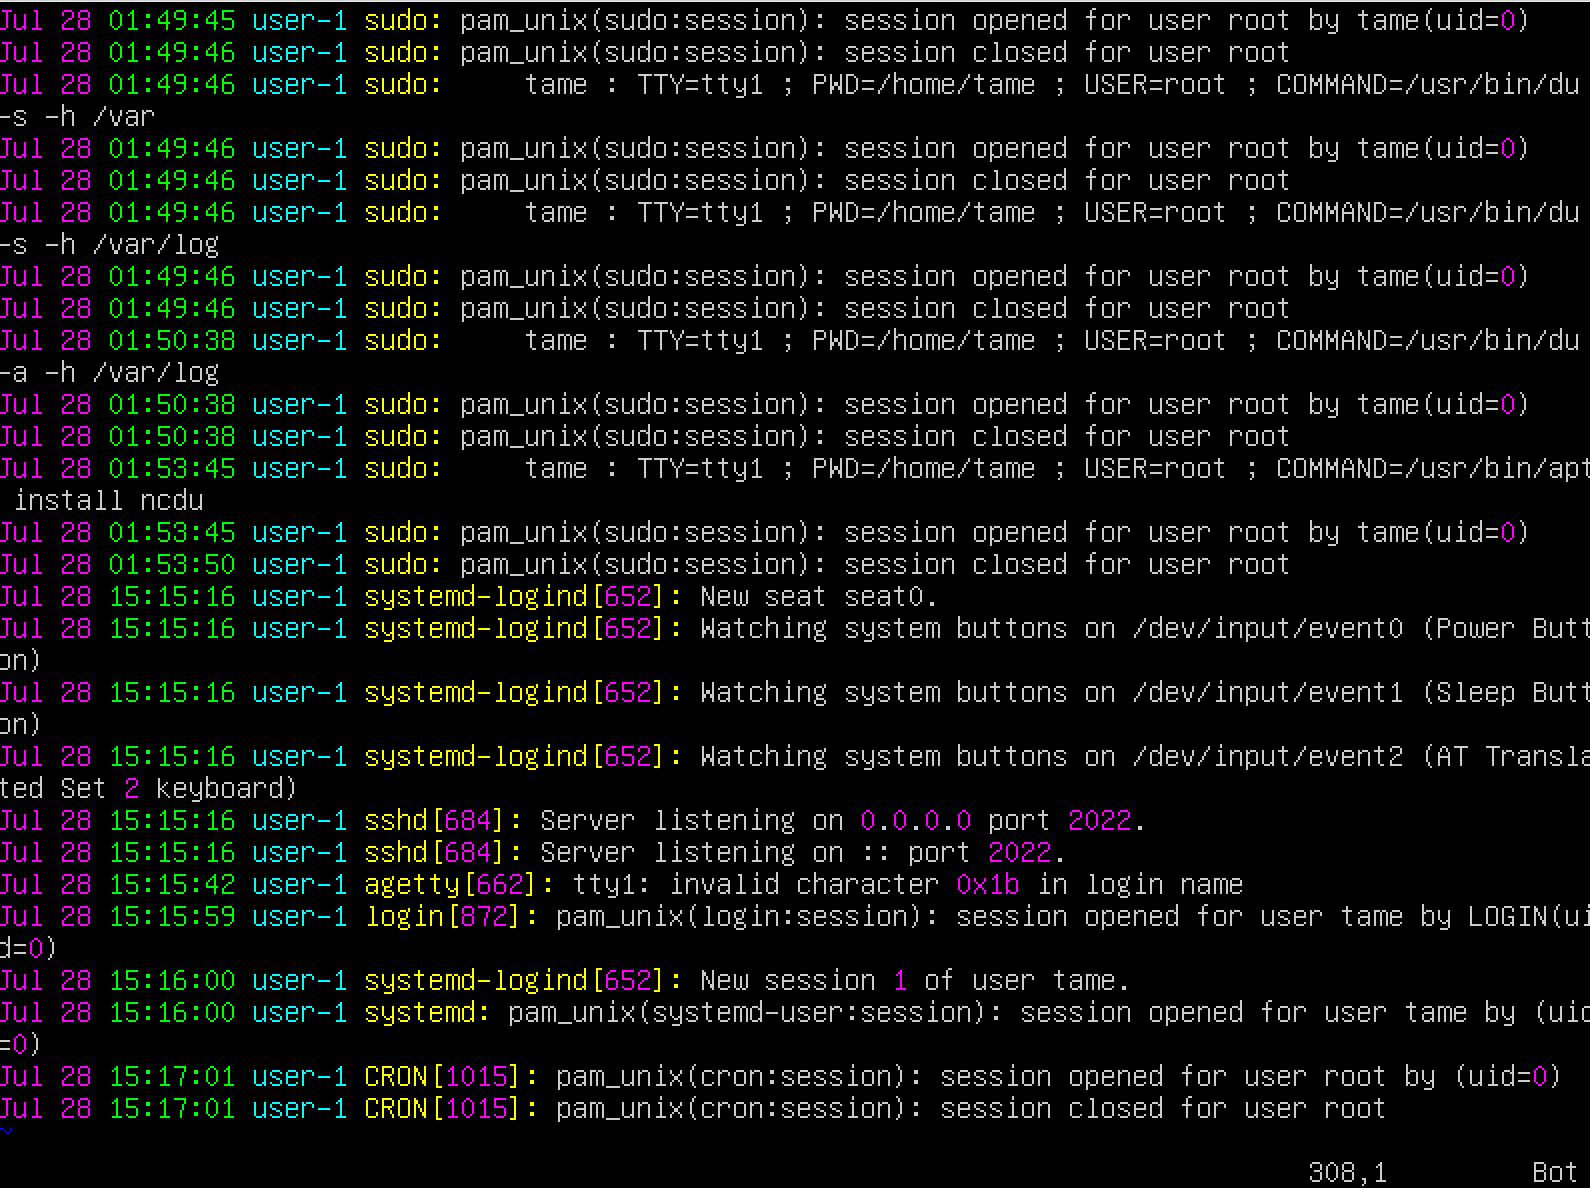 Jul 28 01:49:45 user-1 sudo: pam_unix(sudo:session): session opened for user root by tame(uid=0)
Jul 28 01:49:46 user-1 sudo: pam_unix(sudo:session): session closed for user root
Jul 28 01:49:46 user-1 sudo:     tame : TTY=tty1 ; PWD=/home/tame ; USER=root ; COMMAND=/usr/bin/du
-s -h /var
Jul 28 01:49:46 user-1 sudo: pam_unix(sudo:session): session opened for user root by tame(uid=0)
Jul 28 01:49:46 user-1 sudo: pam_unix(sudo:session): session closed for user root
Jul 28 01:49:46 user-1 sudo:     tame : TTY=tty1 ; PWD=/home/tame ; USER=root ; COMMAND=/usr/bin/du
-s -h /var/log
Jul 28 01:49:46 user-1 sudo: pam_unix(sudo:session): session opened for user root by tame(uid=0)
Jul 28 01:49:46 user-1 sudo: pam_unix(sudo:session): session closed for user root
Jul 28 01:50:38 user-1 sudo:     tame : TTY=tty1 ; PWD=/home/tame ; USER=root ; COMMAND=/usr/bin/du
-a -h /var/log
Jul 28 01:50:38 user-1 sudo: pam_unix(sudo:session): session opened for user root by tame(uid=0)
Jul 28 01:50:38 user-1 sudo: pam_unix(sudo:session): session closed for user root
Jul 28 01:53:45 user-1 sudo:     tame : TTY=tty1 ; PWD=/home/tame ; USER=root ; COMMAND=/usr/bin/apt
 install ncdu
Jul 28 01:53:45 user-1 sudo: pam_unix(sudo:session): session opened for user root by tame(uid=0)
Jul 28 01:53:50 user-1 sudo: pam_unix(sudo:session): session closed for user root
Jul 28 15:15:16 user-1 systemd-logind[652]: New seat seat0.
Jul 28 15:15:16 user-1 systemd-logind[652]: Watching system buttons on /dev/input/event0 (Power Butt
on)
Jul 28 15:15:16 user-1 systemd-logind[652]: Watching system buttons on /dev/input/event1 (Sleep Butt
on)
Jul 28 15:15:16 user-1 systemd-logind[652]: Watching system buttons on /dev/input/event2 (AT Transla
ted Set 2 keyboard)
Jul 28 15:15:16 user-1 sshd[684]: Server listening on 0.0.0.0 port 2022.
Jul 28 15:15:16 user-1 sshd[684]: Server listening on :: port 2022.
Jul 28 15:15:42 user-1 agetty[662]: tty1: invalid character 0x1b in login name
Jul 28 15:15:59 user-1 login[872]: pam_unix(login:session): session opened for user tame by LOGIN(ui
d=0)
Jul 28 15:16:00 user-1 systemd-logind[652]: New session 1 of user tame.
Jul 28 15:16:00 user-1 systemd: pam_unix(systemd-user:session): session opened for user tame by (uid
=0)
Jul 28 15:17:01 user-1 CRON[1015]: pam_unix(cron:session): session opened for user root by (uid=0)
Jul 28 15:17:01 user-1 CRON[1015]: pam_unix(cron:session): session closed for user root
~
308,1 Bot